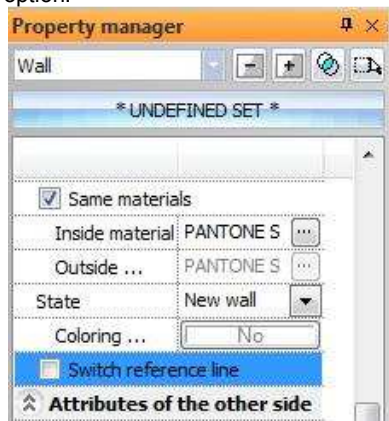 option.
Property manager
Wall
* UNDEFINED SET *
Same materials
Inside material PANTONE S ...
Outside ... PANTONE S ...
State New wall
Coloring ... No
Switch reference line
Attributes of the other side